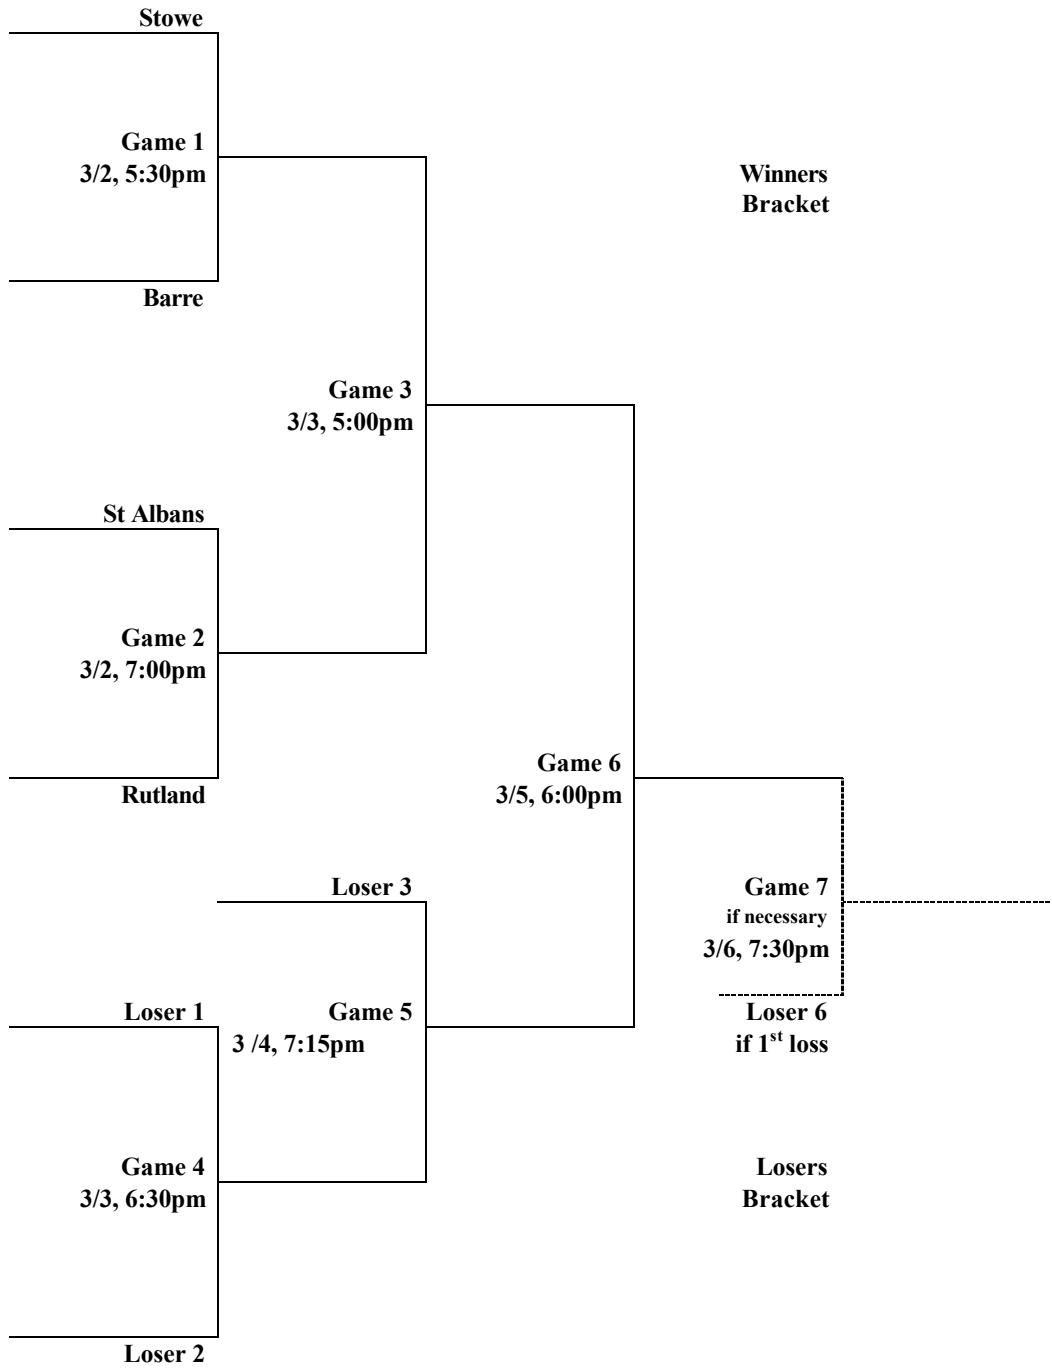 Stowe
Game 1
3/2, 5:30pm
Winners
Bracket
Barre
Game 3
3/3, 5:00pm
St Albans
Game 2
3/2, 7:00pm
Game 6
3/5, 6:00pm
Rutland
Loser 3
Game 7
if necessary
3/6, 7:30pm
Loser 1
Game 5
3 /4, 7:15pm
Loser 6
if 1st loss
Game 4
3/3, 6:30pm
Losers
Bracket
Loser 2